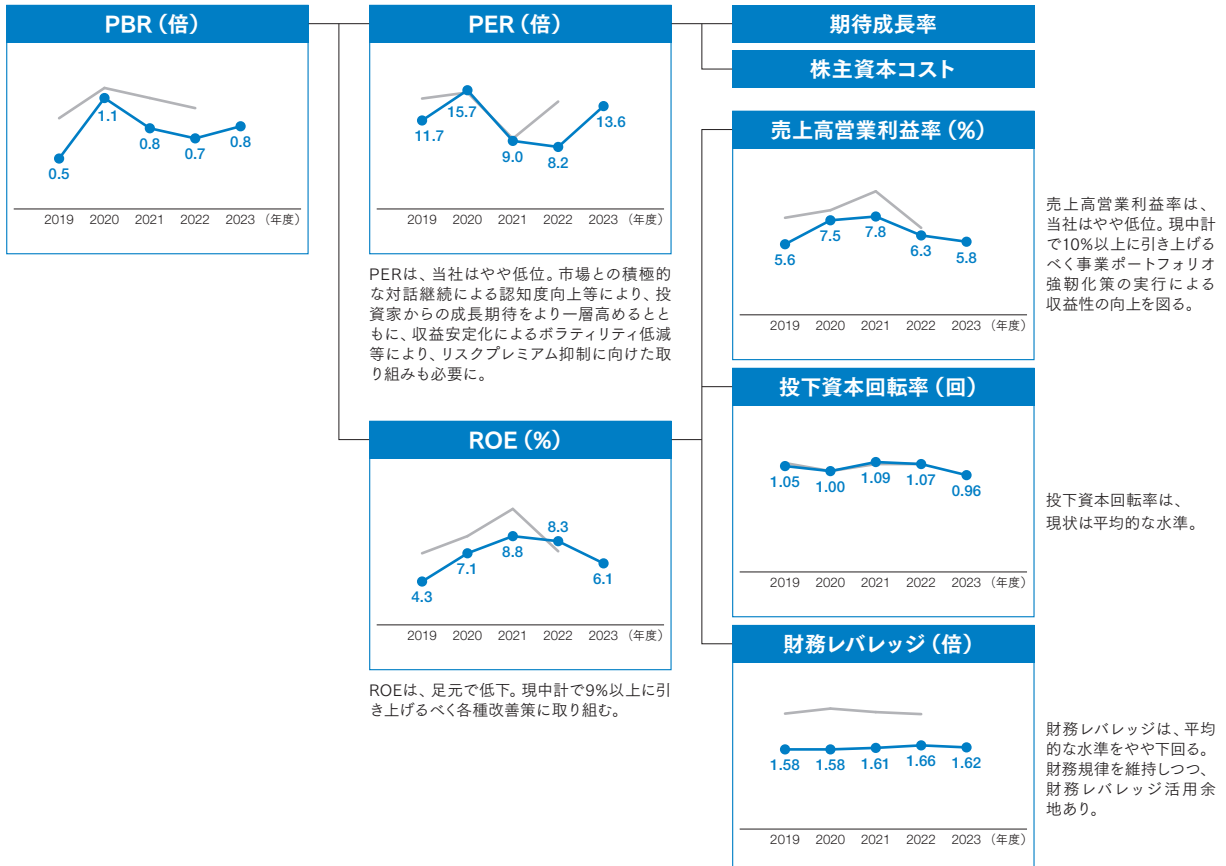 PBR（倍）
0.5
1.1
0.8
0.7
0.8
2019 2020 2021 2022 2023（年度）
PER（倍）
11.7
15.7
9.0
8.2
13.6
2019 2020 2021 2022 2023（年度）
PERは、当社はやや低位。市場との積極的
な対話継続による認知度向上等により、投
資家からの成長期待をより一層高めるとと
もに、収益安定化によるボラティリティ低減
等により、リスクプレミアム抑制に向けた取
り組みも必要に。
ROE（%）
4.3
7.1
8.8
8.3
6.1
2019 2020 2021 2022 2023（年度）
ROEは、足元で低下。現中計で9%以上に引
き上げるべく各種改善策に取り組む。
期待成長率
株主資本コスト
売上高営業利益率（%）
5.6
7.5
7.8
6.3
5.8
2019 2020 2021 2022 2023（年度）
売上高営業利益率は、
当社はやや低位。現中計
で10%以上に引き上げる
べく事業ポートフォリオ
強靭化策の実行による
収益性の向上を図る。
投下資本回転率（回）
1.05
1.00
1.09
1.07
0.96
2019 2020 2021 2022 2023（年度）
投下資本回転率は、
現状は平均的な水準。
財務レバレッジ（倍）
1.58
1.58
1.61
1.66
1.62
2019 2020 2021 2022 2023（年度）
財務レバレッジは、平均
的な水準をやや下回る。
財務規律を維持しつつ、
財務レバレッジ活用余
地あり。